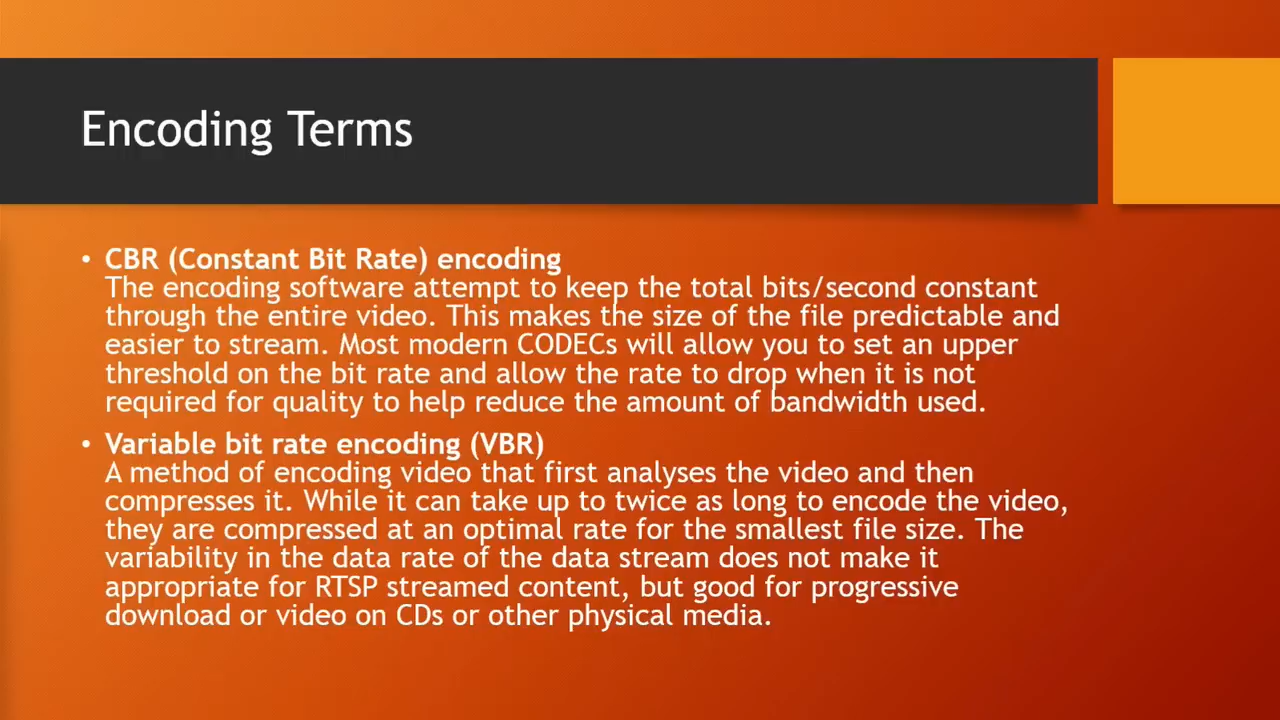 Encoding Terms
• CBR (Constant Bit Rate) encoding
The encoding software attempt to keep the total bits/second constant
through the entire video. This makes the size of the file predictable and
easier to stream. Most modern CODECs will allow you to set an upper
threshold on the bit rate and allow the rate to drop when it is not
required for quality to help reduce the amount of bandwidth used.
• Variable bit rate encoding (VBR)
A method of encoding video that first analyses the video and then
compresses it. While it can take up to twice as long to encode the video,
they are compressed at an optimal rate for the smallest file size. The
variability in the data rate of the data stream does not make it
appropriate for RTSP streamed content, but good for progressive
download or video on CDs or other physical media.